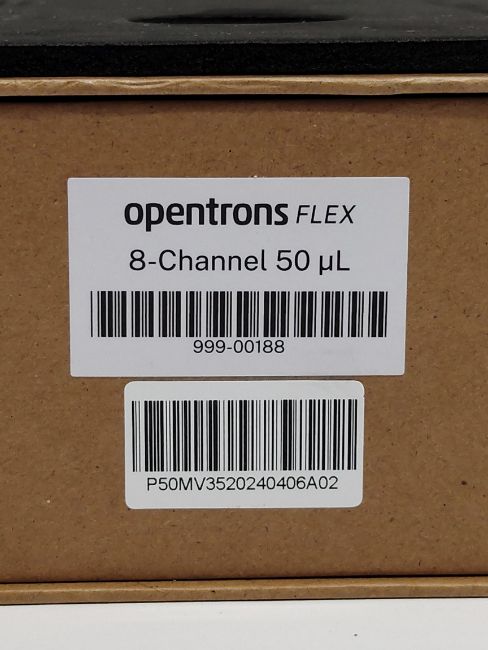 opentrons FLEX
8-Channel 50 µL
999-00188
P50MV3520240406A02